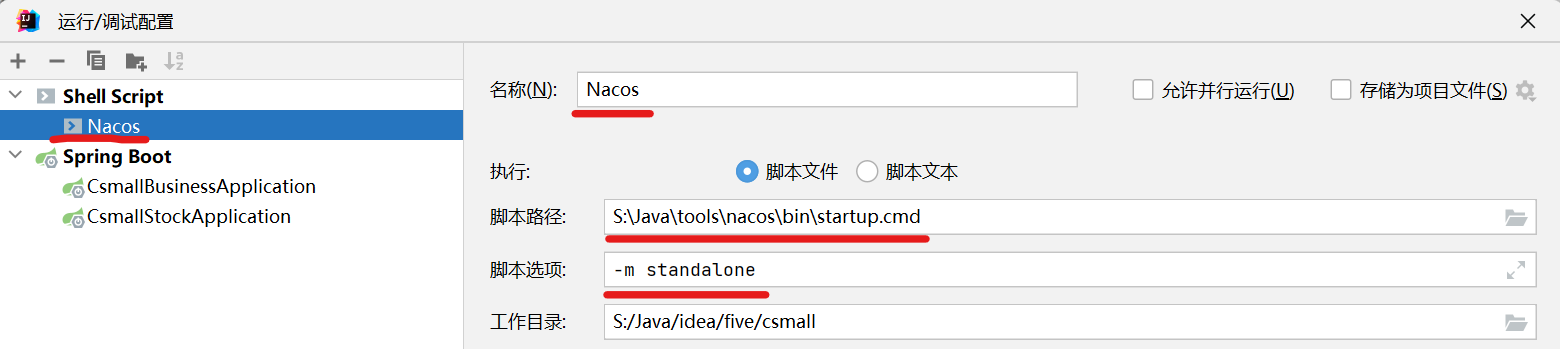 运行/调试配置
Shell Script
Nacos
Spring Boot
CsmallBusinessApplication
CsmallStockApplication
名称(N): Nacos 允许并行运行(U) 存储为项目文件(S)
执行: 脚本文件 脚本文本
脚本路径: S:\Java\tools\nacos\bin\startup.cmd
脚本选项: -m standalone
工作目录: S:/Java/idea/five/csmall